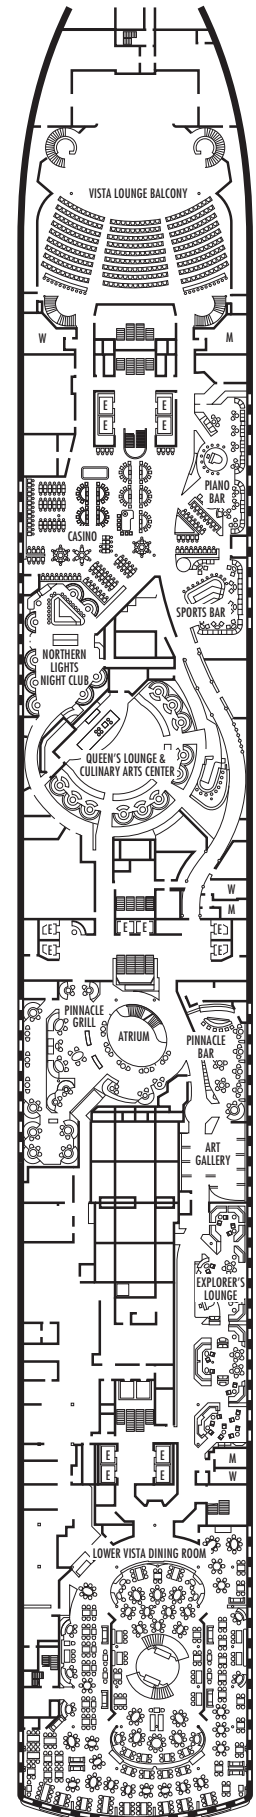 VISTA LOUNGE BALCONY
W
M
E
E
E
E
PIANO
BAR
CASINO
SPORTS BAR
NORTHERN
LIGHTS
NIGHT CLUB
QUEEN'S LOUNGE &
CULINARY ARTS CENTER
W
M
E
E
E
E
E
E
PINNACLE
GRILL
ATRIUM
PINNACLE
BAR
ART
GALLERY
EXPLORER'S
LOUNGE
E
E
E
E
M
W
LOWER VISTA DINING ROOM